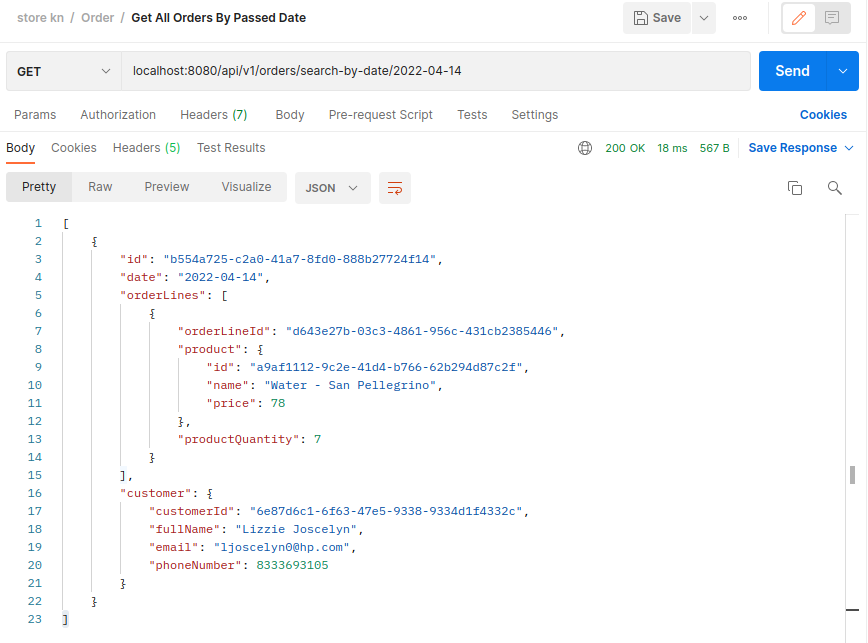 store kn / Order / Get All Orders By Passed Date
Save
GET
localhost:8080/api/v1/orders/search-by-date/2022-04-14
Send
Params Authorization Headers (7) Body Pre-request Script Tests Settings Cookies
Body Cookies Headers (5) Test Results 200 OK 18 ms 567 B Save Response
Pretty Raw Preview Visualize JSON
1 [
2 {
3 "id": "b554a725-c2a0-41a7-8fd0-888b27724f14",
4 "date": "2022-04-14",
5 "orderLines": [
6 {
7 "orderLineId": "d643e27b-03c3-4861-956c-431cb2385446",
8 "product": {
9 "id": "a9af1112-9c2e-41d4-b766-62b294d87c2f",
10 "name": "Water - San Pellegrino",
11 "price": 78
12 },
13 "productQuantity": 7
14 }
15 ],
16 "customer": {
17 "customerId": "6e87d6c1-6f63-47e5-9338-9334d1f4332c",
18 "fullName": "Lizzie Joscelyn",
19 "email": "ljoscelyn0@hp.com",
20 "phoneNumber": 8333693105
21 }
22 }
23 ]